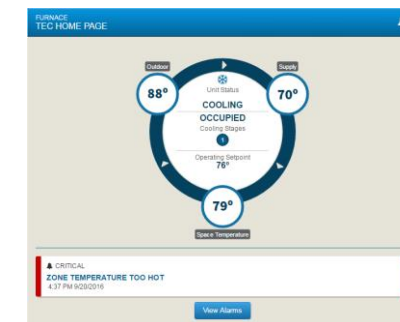 FURNACE
TEC HOME PAGE
Outdoor
88°
Supply
70°
Unit Status
COOLING
OCCUPIED
Cooling Stages
1
Operating Setpoint
76°
79°
Space Temperature
CRITICAL
ZONE TEMPERATURE TOO HOT
4:37 PM 9/20/2016
View Alarms